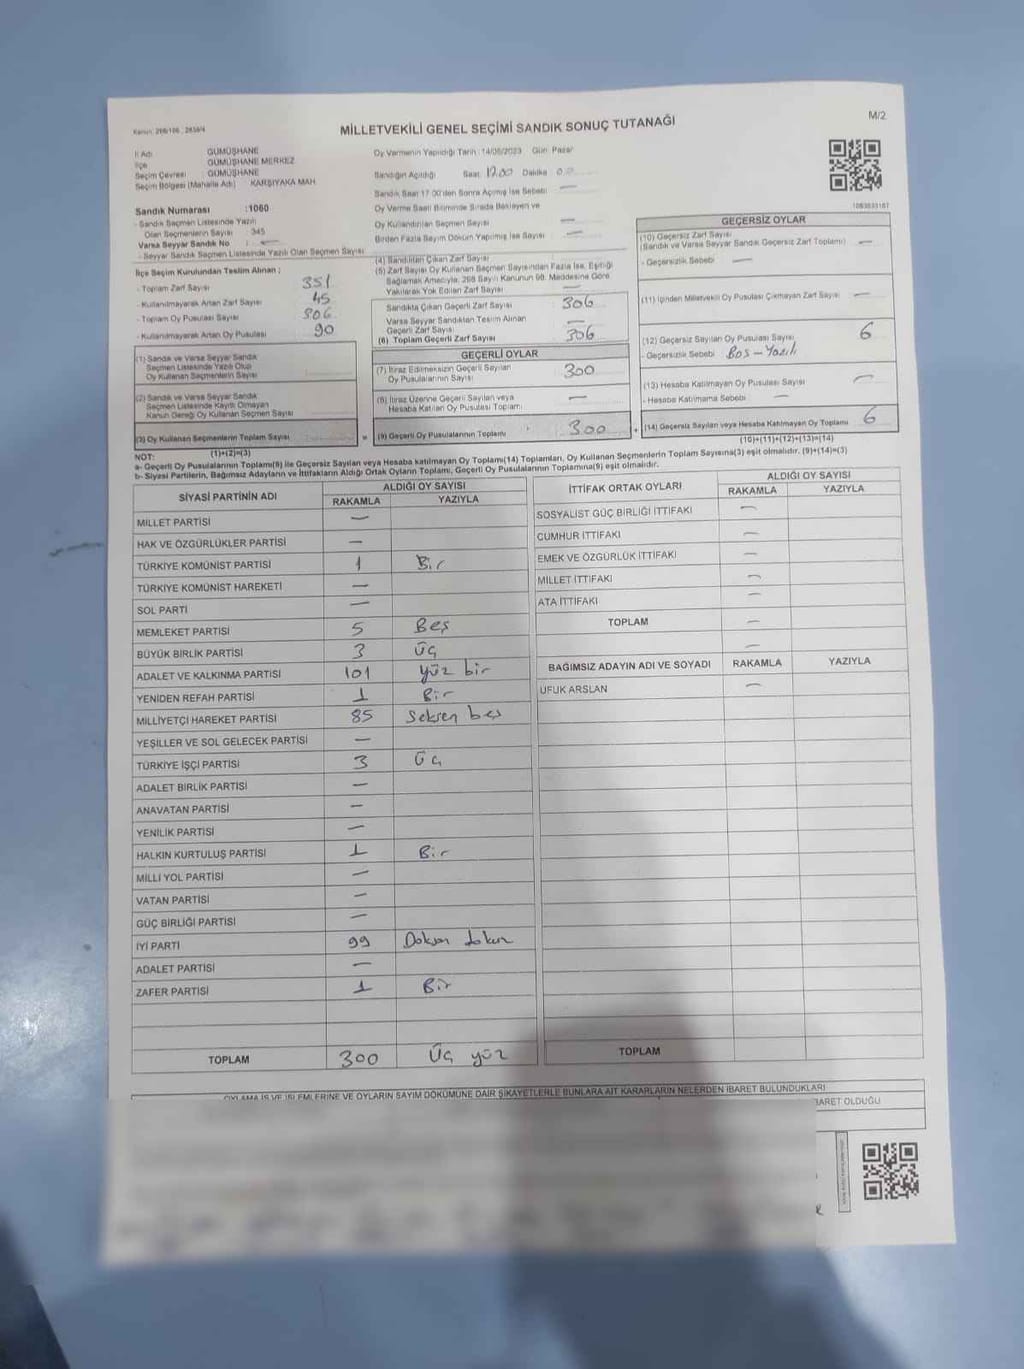 Kanun: 298/106 , 2839/4
MİLLETVEKİLİ GENEL SEÇİMİ SANDIK SONUÇ TUTANAĞI
M/2
İl Adı GÜMÜŞHANE
İlçe GÜMÜŞHANE MERKEZ
Seçim Çevresi GÜMÜŞHANE
Seçim Bölgesi (Mahalle Adı) KARŞIYAKA MAH.
Sandık Numarası :1060
- Sandık Seçmen Listesinde Yazılı
Olan Seçmenlerin Sayısı 345
Varsa Seyyar Sandık No : -
- Seyyar Sandık Seçmen Listesinde Yazılı Olan Seçmen Sayısı
İlçe Seçim Kurulundan Teslim Alınan ;
- Toplam Zarf Sayısı 351
- Kullanılmayarak Artan Zarf Sayısı 45
- Toplam Oy Pusulası Sayısı
- Kullanılmayarak Artan Oy Pusulası 90
(1) Sandık ve Varsa Seyyar Sandık
Seçmen Listesinde Yazılı Olup
Oy Kullanan Seçmenlerin Sayısı
(2) Sandık ve Varsa Seyyar Sandık
Seçmen Listesinde Kayıtlı Olmayan
Kanun Gereği Oy Kullanan Seçmen Sayısı
(3) Oy Kullanan Seçmenlerin Toplam Sayısı
(1)+(2)=(3)
Oy Vermenin Yapıldığı Tarih :14/05/2023 Gün: Pazar
Sandığın Açıldığı Saat 17.00 Dakika 00
Sandık Saat 17:00'den Sonra Açılmış İse Sebebi -
Oy Verme Saati Bitiminde Sırada Bekleyen ve
Oy Kullandırılan Seçmen Sayısı -
Birden Fazla Sayım Döküm Yapılmış İse Sayısı -
(4) Sandıktan Çıkan Zarf Sayısı
(5) Zarf Sayısı Oy Kullanan Seçmen Sayısından Fazla İse, Eşitliği
Sağlamak Amacıyla, 298 Sayılı Kanunun 98. Maddesine Göre
Yakılarak Yok Edilen Zarf Sayısı -
Sandıkta Çıkan Geçerli Zarf Sayısı 306
Varsa Seyyar Sandıktan Teslim Alınan
Geçerli Zarf Sayısı -
(6) Toplam Geçerli Zarf Sayısı 306
GEÇERLİ OYLAR
(7) İtiraz Edilmeksizin Geçerli Sayılan
Oy Pusulalarının Sayısı 300
(8) İtiraz Üzerine Geçerli Sayılan veya
Hesaba Katılan Oy Pusulası Toplamı -
= (9) Geçerli Oy Pusulalarının Toplamı 300
1083833187
GEÇERSİZ OYLAR
(10) Geçersiz Zarf Sayısı
(Sandık ve Varsa Seyyar Sandık Geçersiz Zarf Toplamı) -
- Geçersizlik Sebebi -
(11) İçinden Milletvekili Oy Pusulası Çıkmayan Zarf Sayısı -
(12) Geçersiz Sayılan Oy Pusulası Sayısı 6
- Geçersizlik Sebebi Boş-Yazılı
(13) Hesaba Katılmayan Oy Pusulası Sayısı -
- Hesaba Katılmama Sebebi -
+ (14) Geçersiz Sayılan veya Hesaba Katılmayan Oy Toplamı 6
(10)+(11)+(12)+(13)=(14)
NOT:
a- Geçerli Oy Pusulaları Toplamı(9) ile Geçersiz Sayılan veya Hesaba katılmayan Oy Toplamı(14) Toplamları, Oy Kullanan Seçmenlerin Toplam Sayısına(3) eşit olmalıdır. (9)+(14)=(3)
b- Siyasi Partilerin, Bağımsız Adayların ve İttifakların Aldığı Ortak Oyların Toplamı, Geçerli Oy Pusulalarının Toplamına(9) eşit olmalıdır.
SİYASİ PARTİNİN ADI
ALDIĞI OY SAYISI
RAKAMLA YAZIYLA
MİLLET PARTİSİ -
HAK VE ÖZGÜRLÜKLER PARTİSİ -
TÜRKİYE KOMÜNİST PARTİSİ 1 Bir
TÜRKİYE KOMÜNİST HAREKETİ -
SOL PARTİ -
MEMLEKET PARTİSİ 5 Beş
BÜYÜK BİRLİK PARTİSİ 3 Üç
ADALET VE KALKINMA PARTİSİ 101 yüz bir
YENİDEN REFAH PARTİSİ 1 Bir
MİLLİYETÇİ HAREKET PARTİSİ 85 Seksen beş
YEŞİLLER VE SOL GELECEK PARTİSİ -
TÜRKİYE İŞÇİ PARTİSİ 3 Üç
ADALET BİRLİK PARTİSİ -
ANAVATAN PARTİSİ -
YENİLİK PARTİSİ -
HALKIN KURTULUŞ PARTİSİ 1 Bir
MİLLİ YOL PARTİSİ -
VATAN PARTİSİ -
GÜÇ BİRLİĞİ PARTİSİ -
İYİ PARTİ 99 Doksan dokuz
ADALET PARTİSİ -
ZAFER PARTİSİ 1 Bir
TOPLAM 300 Üç yüz
İTTİFAK ORTAK OYLARI
ALDIĞI OY SAYISI
RAKAMLA YAZIYLA
SOSYALİST GÜÇ BİRLİĞİ İTTİFAKI -
CUMHUR İTTİFAKI -
EMEK VE ÖZGÜRLÜK İTTİFAKI -
MİLLET İTTİFAKI -
ATA İTTİFAKI -
TOPLAM -
-
BAĞIMSIZ ADAYIN ADI VE SOYADI RAKAMLA YAZIYLA
UFUK ARSLAN -
TOPLAM
OYLAMA İŞ VE İŞLEMLERİNE VE OYLARIN SAYIM DÖKÜMÜNE DAİR ŞİKAYETLERLE BUNLARA AİT KARARLARIN NELERDEN İBARET BULUNDUKLARI
BARET OLDUĞU